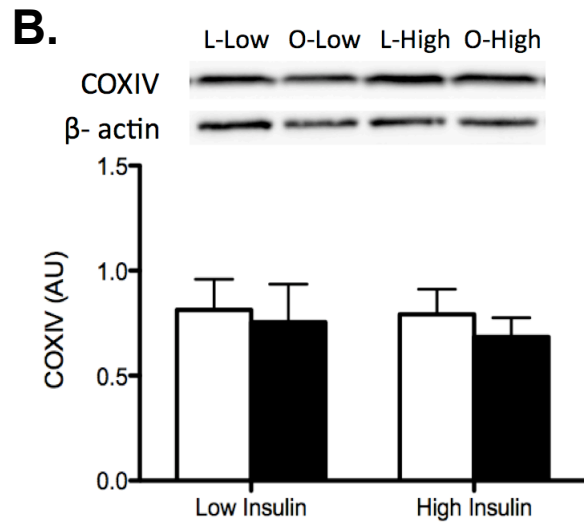 B.
L-Low O-Low L-High O-High
COXIV
β- actin
1.5
1.0
0.5
0.0
COXIV (AU)
Low Insulin High Insulin